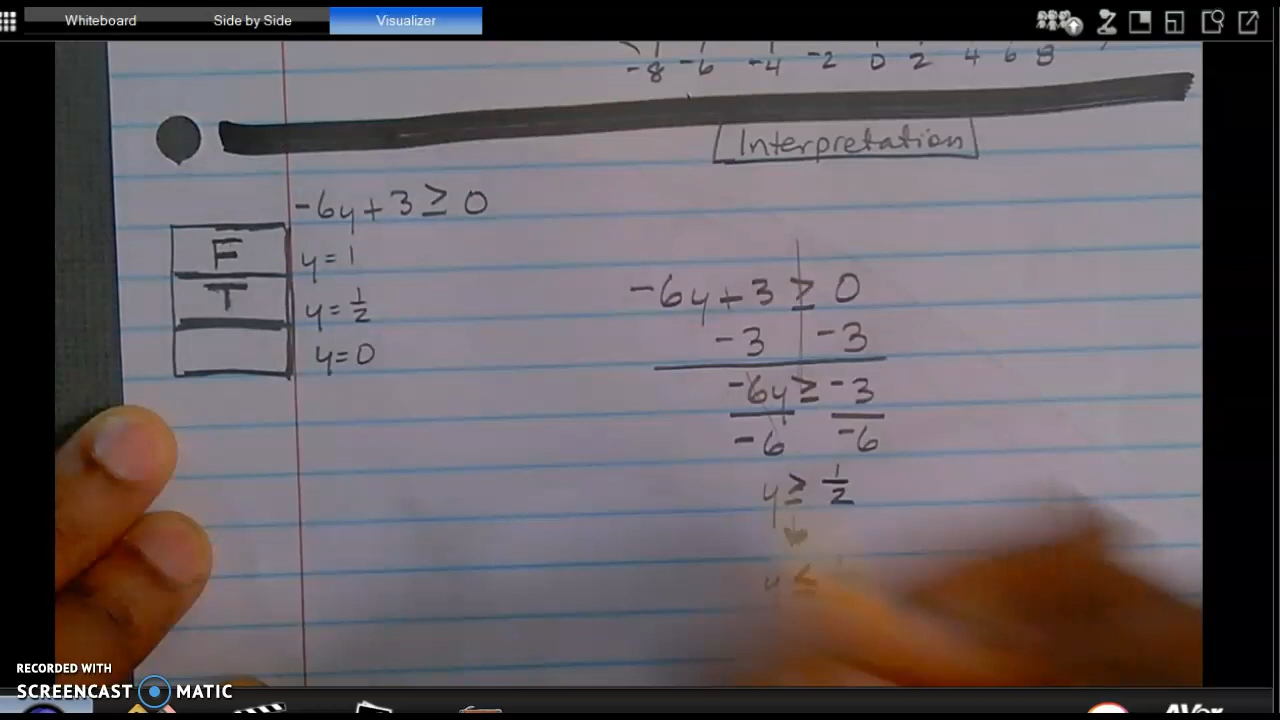 Whiteboard Side by Side Visualizer
-8 -6 -4 -2 0 2 4 6 8
Interpretation
-6y + 3 ≥ 0
F y = 1
T y = 1/2
y = 0
-6y + 3 ≥ 0
-3 -3
-6y ≥ -3
-6 -6
y ≥ 1/2
y ≤
RECORDED WITH
SCREENCAST MATIC
AVer